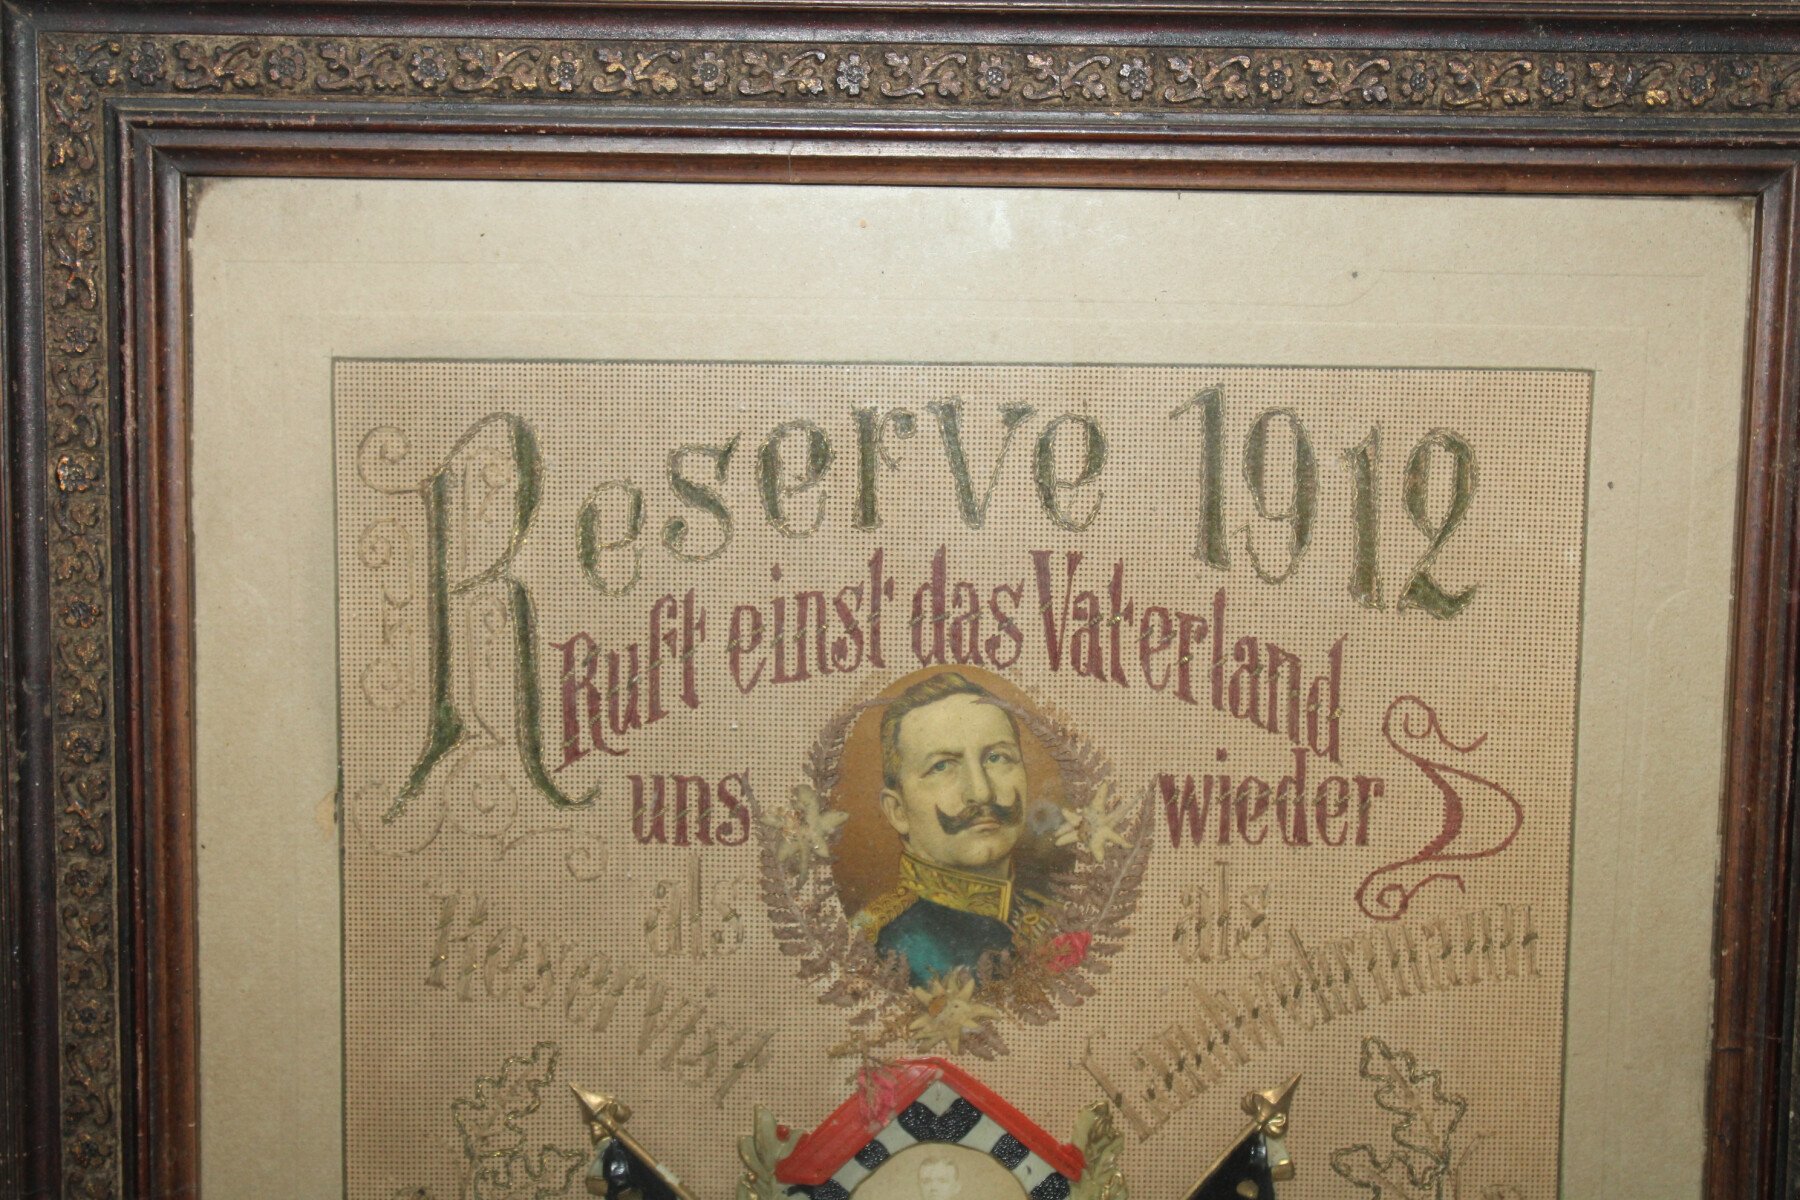 Reserve 1912
Ruft einst das Vaterland
uns wieder
als als
Reservist Landwehrmann